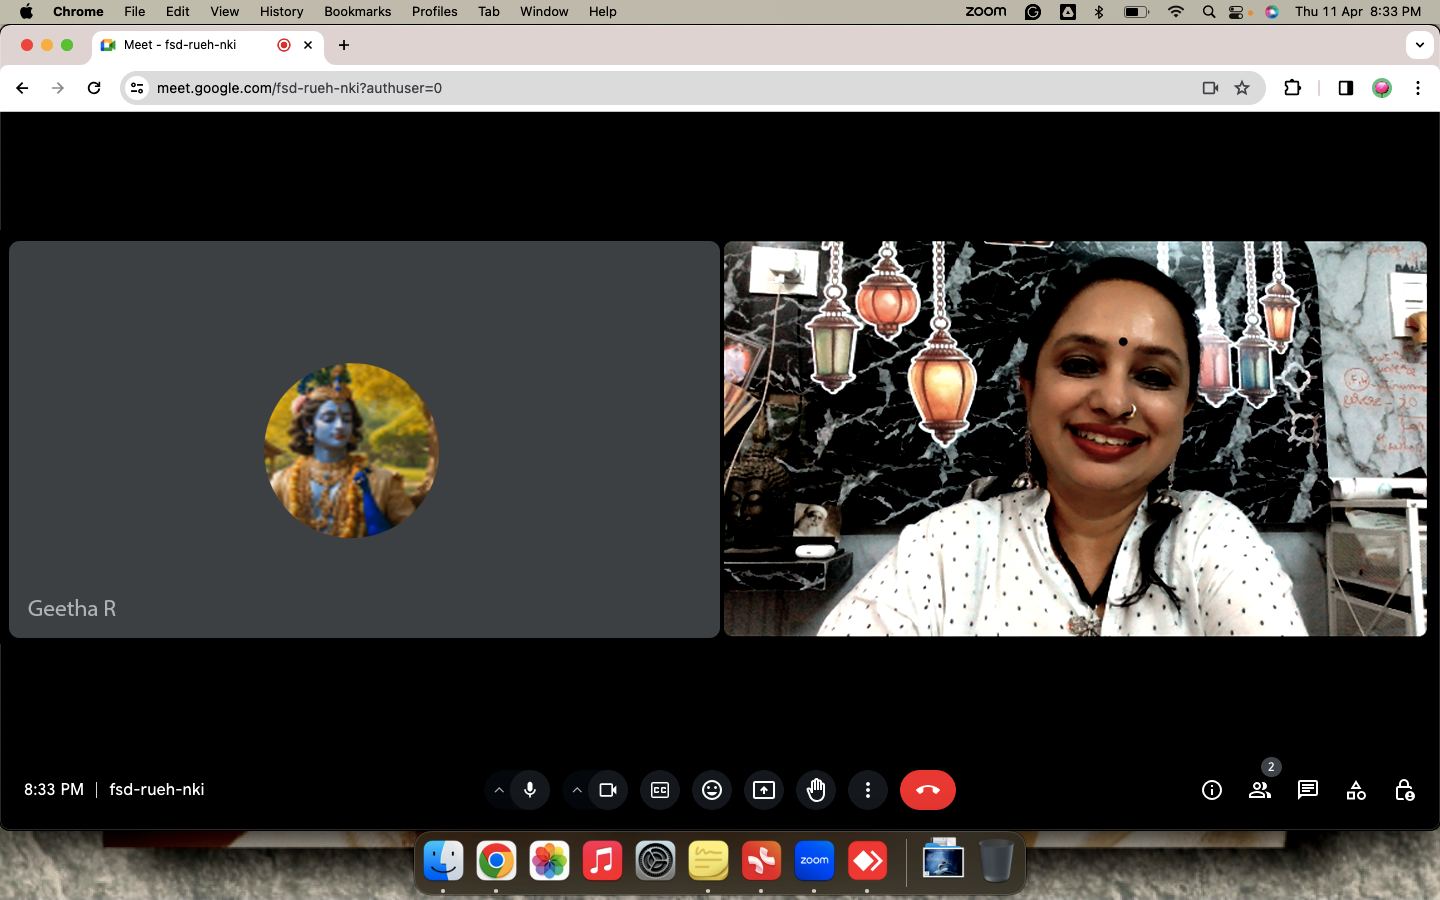 Chrome File Edit View History Bookmarks Profiles Tab Window Help
zoom
Thu 11 Apr 8:33 PM
Meet - fsd-rueh-nki
meet.google.com/fsd-rueh-nki?authuser=0
Geetha R
2
8:33 PM | fsd-rueh-nki
CC
zoom